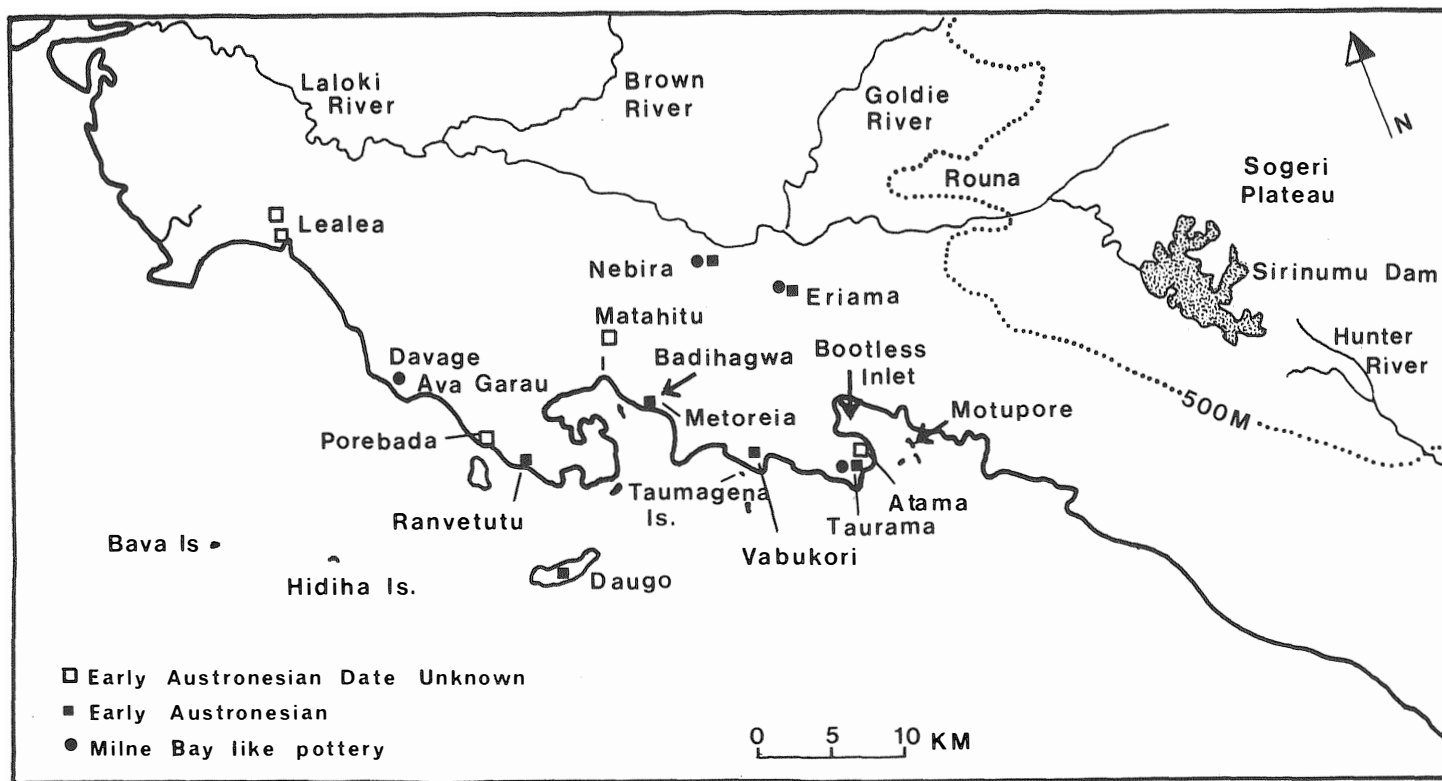 Laloki
River
Brown
River
Goldie
River
N
Rouna
Sogeri
Plateau
Lealea
Nebira
Eriama
Sirinumu Dam
Matahitu
Hunter
River
Davage
Ava Garau
Badihagwa
Bootless
Inlet
500M
Metoreia
Motupore
Porebada
Taumagena
Is.
Atama
Ranvetutu
Taurama
Bava Is
Vabukori
Hidiha Is.
Daugo
Early Austronesian Date Unknown
Early Austronesian
Milne Bay like pottery
0 5 10 KM